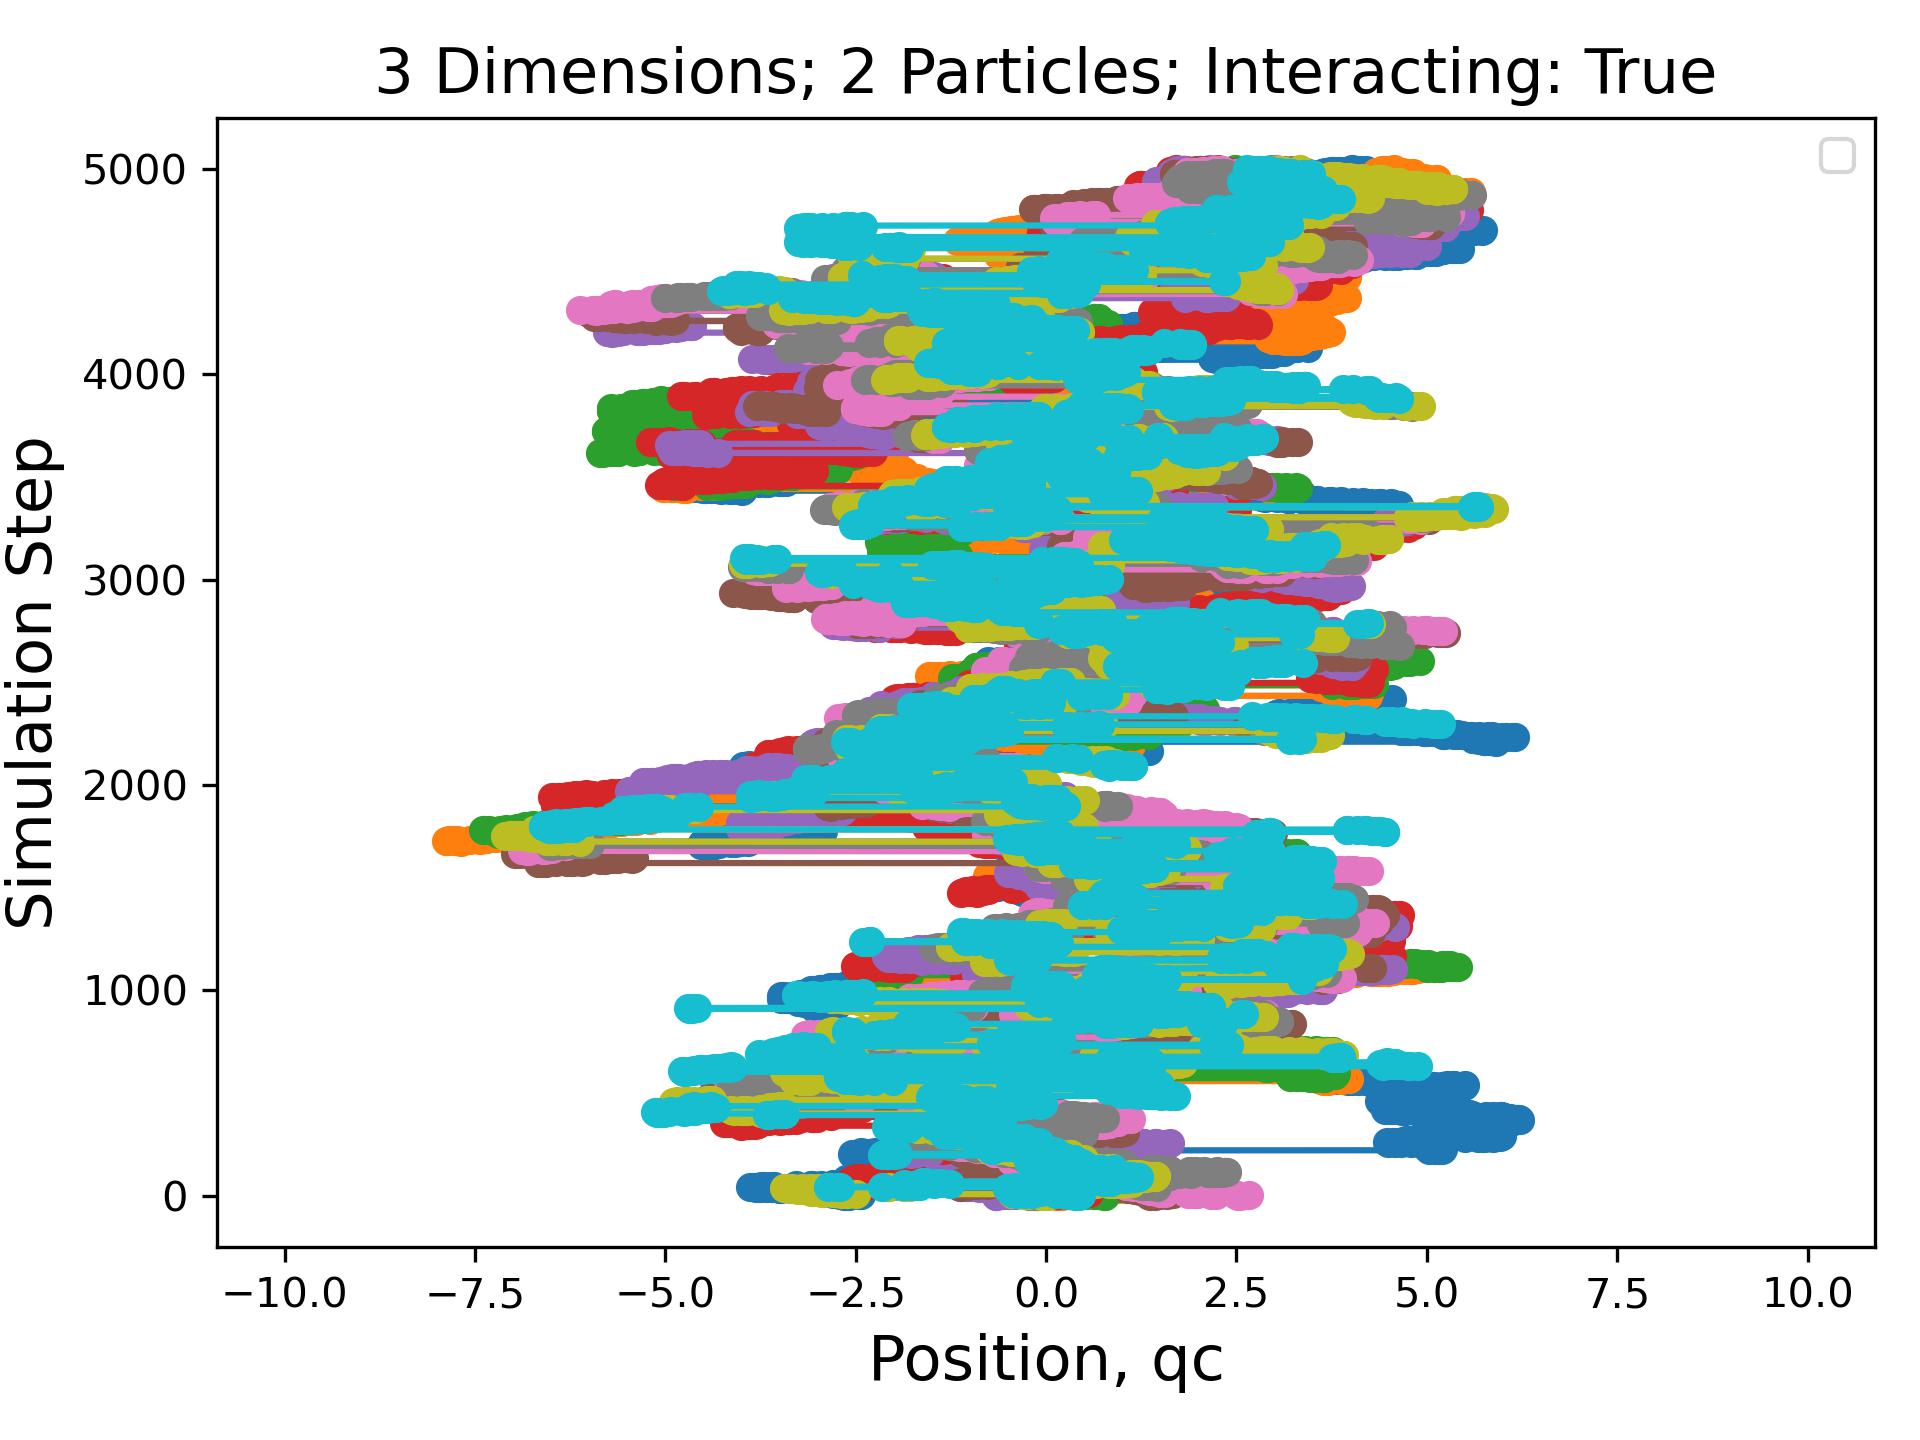 3 Dimensions; 2 Particles; Interacting: True
Simulation Step
5000
4000
3000
2000
1000
0
−10.0 −7.5 −5.0 −2.5 0.0 2.5 5.0 7.5 10.0
Position, qc